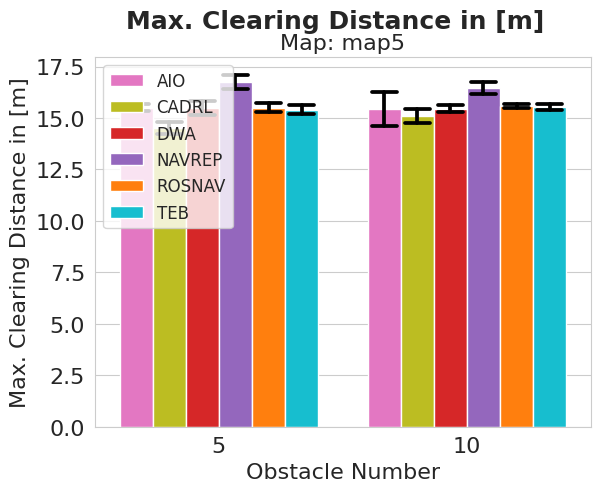 Max. Clearing Distance in [m]
Map: map5
Max. Clearing Distance in [m]
17.5
15.0
12.5
10.0
7.5
5.0
2.5
0.0
AIO
CADRL
DWA
NAVREP
ROSNAV
TEB
5 10
Obstacle Number